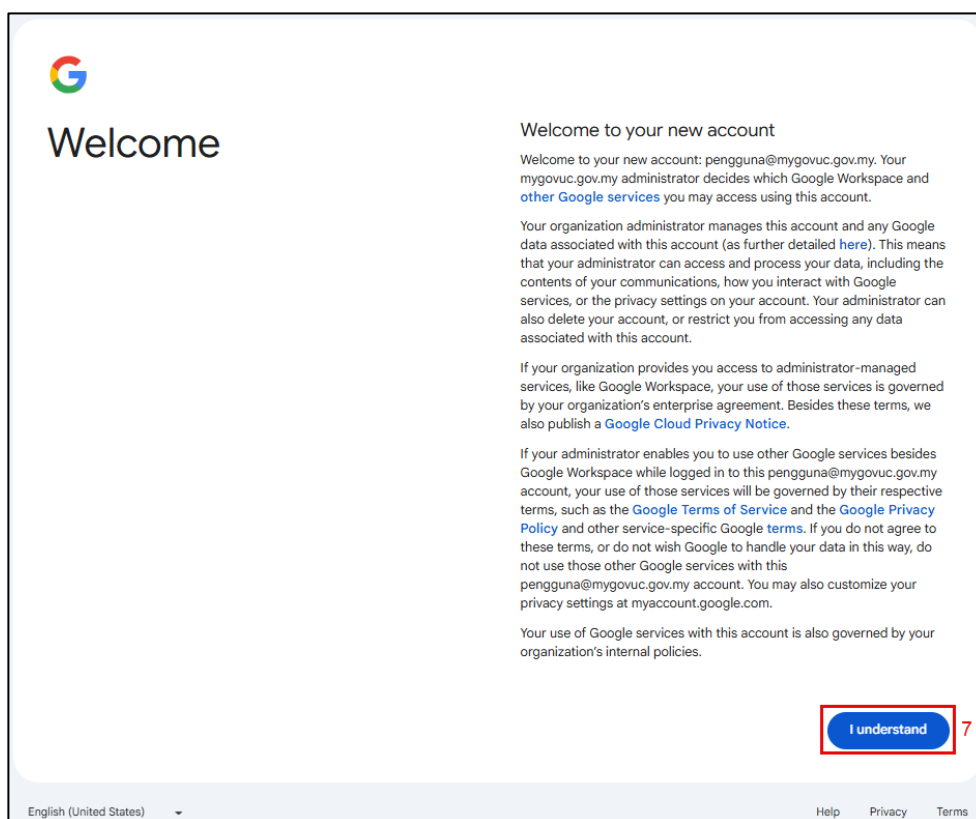 Welcome
Welcome to your new account
Welcome to your new account: pengguna@mygovuc.gov.my. Your
mygovuc.gov.my administrator decides which Google Workspace and
other Google services you may access using this account.
Your organization administrator manages this account and any Google
data associated with this account (as further detailed here). This means
that your administrator can access and process your data, including the
contents of your communications, how you interact with Google
services, or the privacy settings on your account. Your administrator can
also delete your account, or restrict you from accessing any data
associated with this account.
If your organization provides you access to administrator-managed
services, like Google Workspace, your use of those services is governed
by your organization's enterprise agreement. Besides these terms, we
also publish a Google Cloud Privacy Notice.
If your administrator enables you to use other Google services besides
Google Workspace while logged in to this pengguna@mygovuc.gov.my
account, your use of those services will be governed by their respective
terms, such as the Google Terms of Service and the Google Privacy
Policy and other service-specific Google terms. If you do not agree to
these terms, or do not wish Google to handle your data in this way, do
not use those other Google services with this
pengguna@mygovuc.gov.my account. You may also customize your
privacy settings at myaccount.google.com.
Your use of Google services with this account is also governed by your
organization's internal policies.
I understand 7
English (United States) Help Privacy Terms